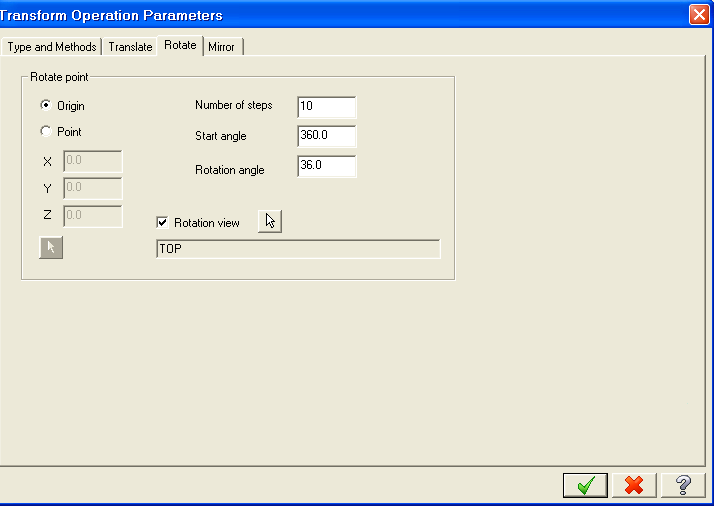 Transform Operation Parameters
Type and Methods Translate Rotate Mirror
Rotate point
Origin Number of steps 10
Point Start angle 360.0
X 0.0 Rotation angle 36.0
Y 0.0
Z 0.0 Rotation view
TOP